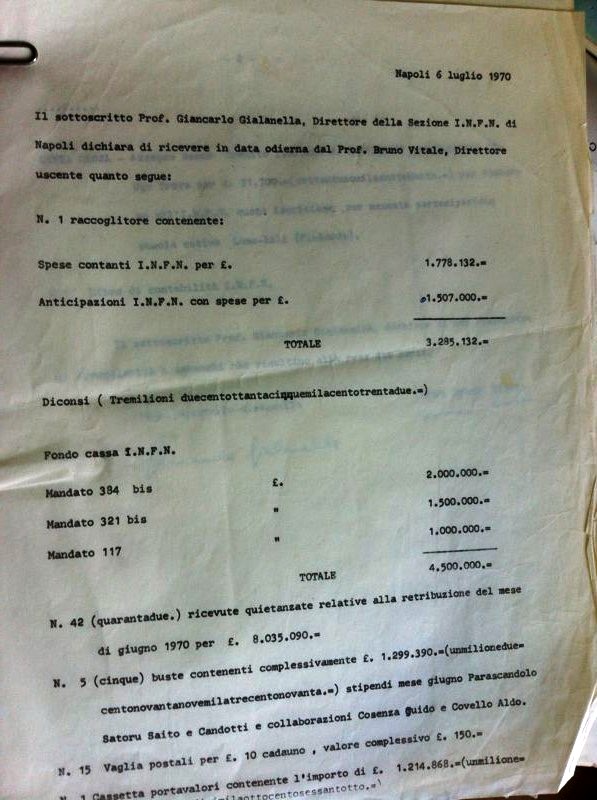 Napoli 6 luglio 1970
Il sottoscritto Prof. Giancarlo Gialanella, Direttore della Sezione I.N.F.N. di
Napoli dichiara di ricevere in data odierna dal Prof. Bruno Vitale, Direttore
uscente quanto segue:
N. 1 raccoglitore contenente:
Spese contanti I.N.F.N. per £. 1.778.132.=
Anticipazioni I.N.F.N. con spese per £. 1.507.000.=
TOTALE 3.285.132.=
Diconsi ( Tremilioni duecentottantacinquemilacentotrentadue.=)
Fondo cassa I.N.F.N.
Mandato 384 bis £. 2.000.000.=
Mandato 321 bis " 1.500.000.=
Mandato 117 " 1.000.000.=
TOTALE 4.500.000.=
N. 42 (quarantadue.) ricevute quietanzate relative alla retribuzione del mese
di giugno 1970 per £. 8.035.090.=
N. 5 (cinque) buste contenenti complessivamente £. 1.299.390.=(unmilionedue=
centonovantanovemilatrecentonovanta.=) stipendi mese giugno Parascandolo
Satoru Saito e Candotti e collaborazioni Cosenza Guido e Covello Aldo.
N. 15 Vaglia postali per £. 10 cadauno , valore complessivo £. 150.=
N. 1 Cassetta portavalori contenente l'importo di £. 1.214.868.=(unmilione=